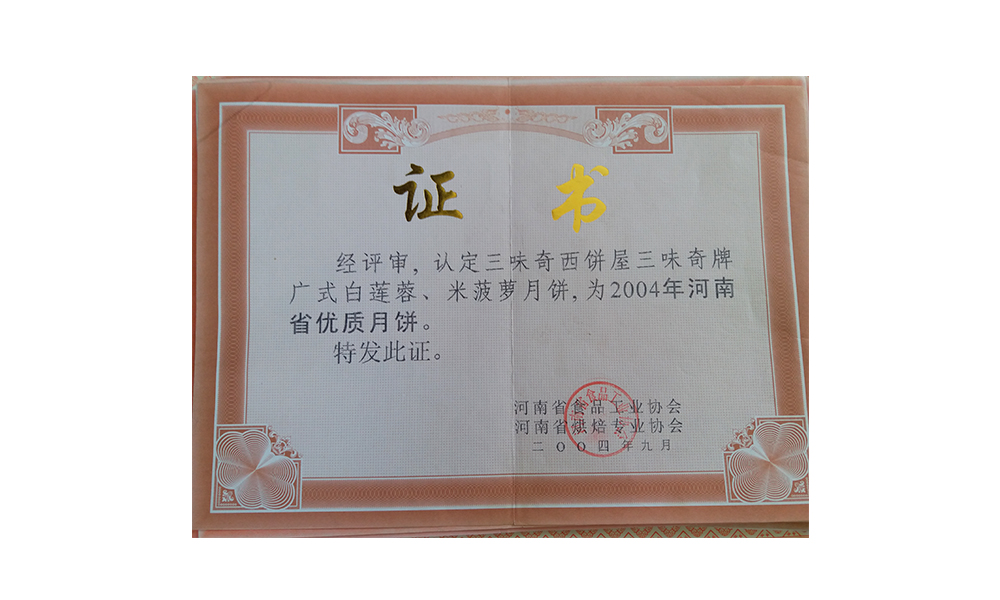 证书
经评审, 认定三味奇西饼屋三味奇牌
广式白莲蓉、米菠萝月饼, 为2004年河南
省优质月饼。
特发此证。
河南省食品工业协会
河南省烘焙专业协会
二〇〇四年九月